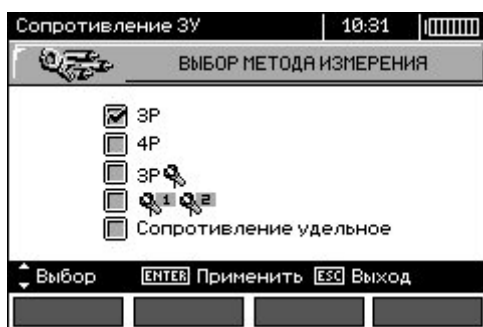 Сопротивление ЗУ 10:31
ВЫБОР МЕТОДА ИЗМЕРЕНИЯ
3P
4P
3P
1 2
Сопротивление удельное
Выбор ENTER Применить ESC Выход